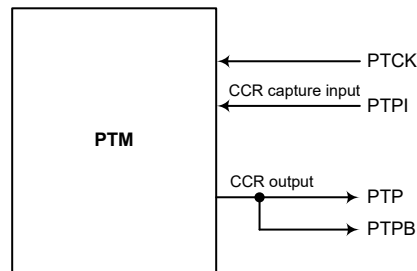 PTCK
CCR capture input
PTPI
PTM
CCR output
PTP
PTPB